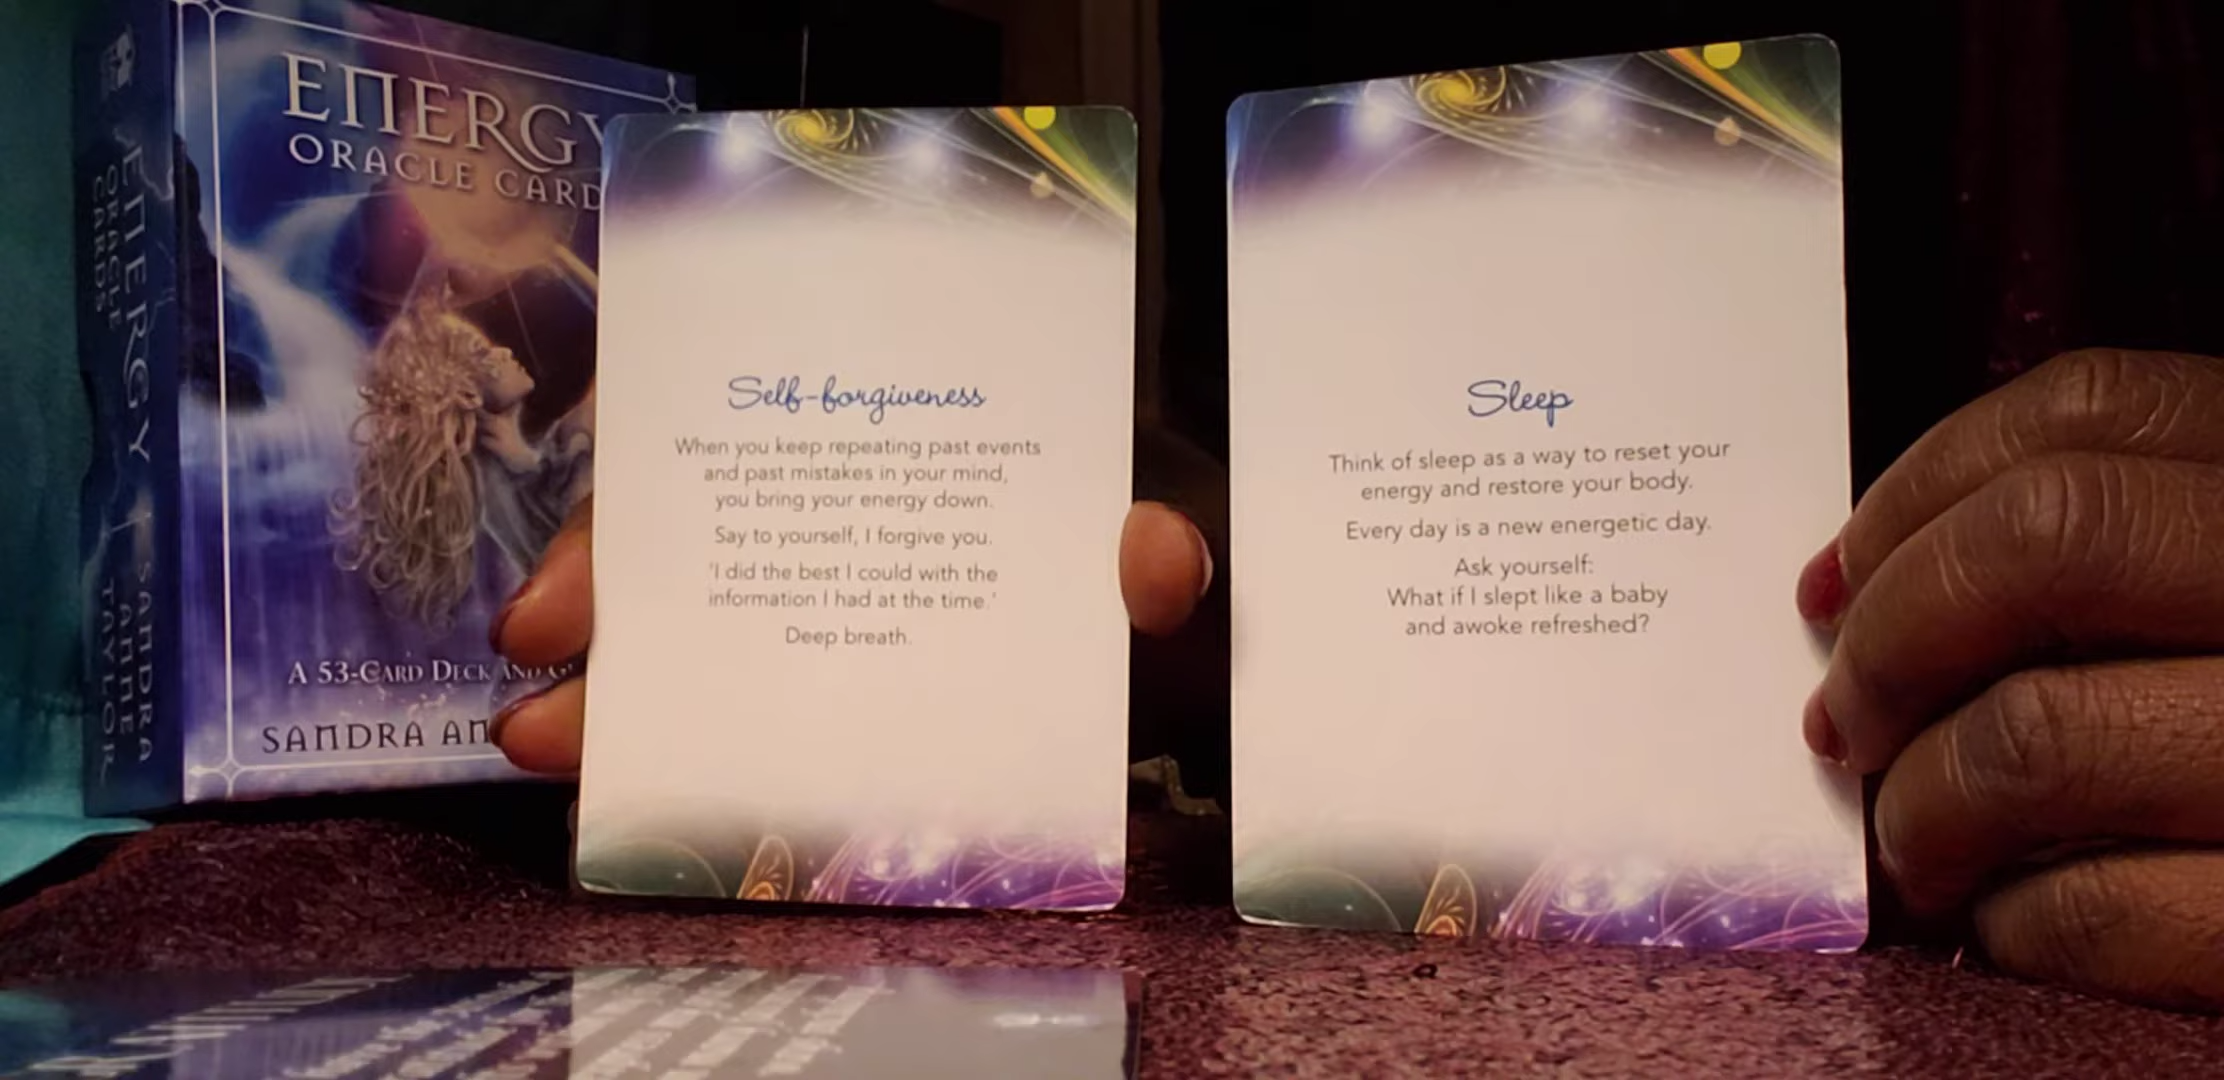 ENERGY
ORACLE CARD
A 53-CARD DECK AND
SANDRA AN
ENERGY
ORACLE
CARDS
SANDRA
ANNE
TAYLOR
Self-forgiveness
When you keep repeating past events
and past mistakes in your mind,
you bring your energy down.
Say to yourself, I forgive you.
'I did the best I could with the
information I had at the time.'
Deep breath.
Sleep
Think of sleep as a way to reset your
energy and restore your body.
Every day is a new energetic day.
Ask yourself:
What if I slept like a baby
and awoke refreshed?